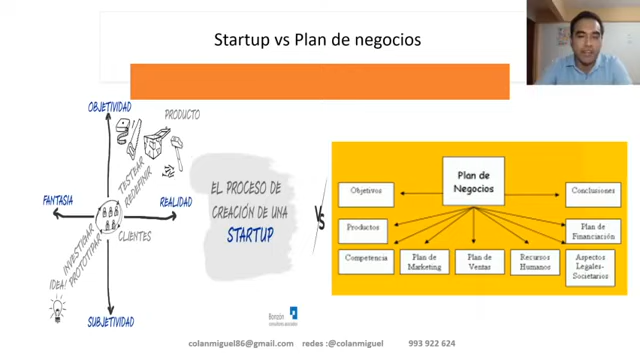 Startup vs Plan de negocios
OBJETIVIDAD
PRODUCTO
TESTEAR
REDEFINIR
FANTASIA
REALIDAD
CLIENTES
INVESTIGAR
PROTOTIPAR
IDEA!
SUBJETIVIDAD
EL PROCESO DE
CREACIÓN DE UNA
STARTUP
VS
Plan de
Negocios
Objetivos
Conclusiones
Productos
Plan de
Financiación
Competencia
Plan de
Marketing
Plan de
Ventas
Recursos
Humanos
Aspectos
Legales-
Societarios
colanmiguel86@gmail.com redes :@colanmiguel 993 922 624